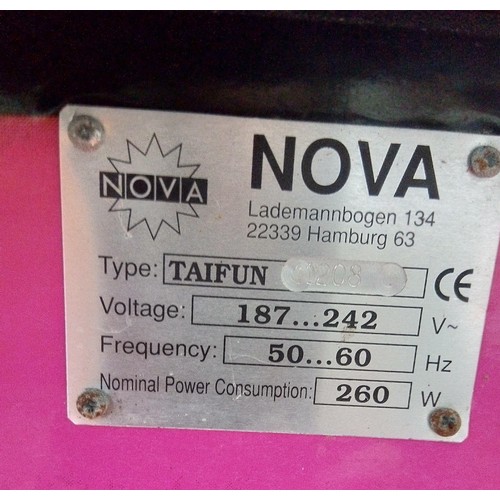 NOVA
NOVA
Lademannbogen 134
22339 Hamburg 63
Type: TAIFUN
CE
Voltage: 187...242 V~
Frequency: 50...60 Hz
Nominal Power Consumption: 260 W